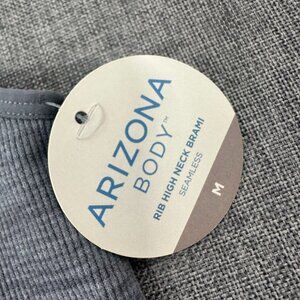 ARIZONA
BODY™
RIB HIGH NECK BRAMI
SEAMLESS
M